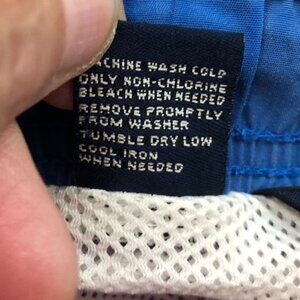 MACHINE WASH COLD
ONLY NON-CHLORINE
BLEACH WHEN NEEDED
REMOVE PROMPTLY
FROM WASHER
TUMBLE DRY LOW
COOL IRON
WHEN NEEDED